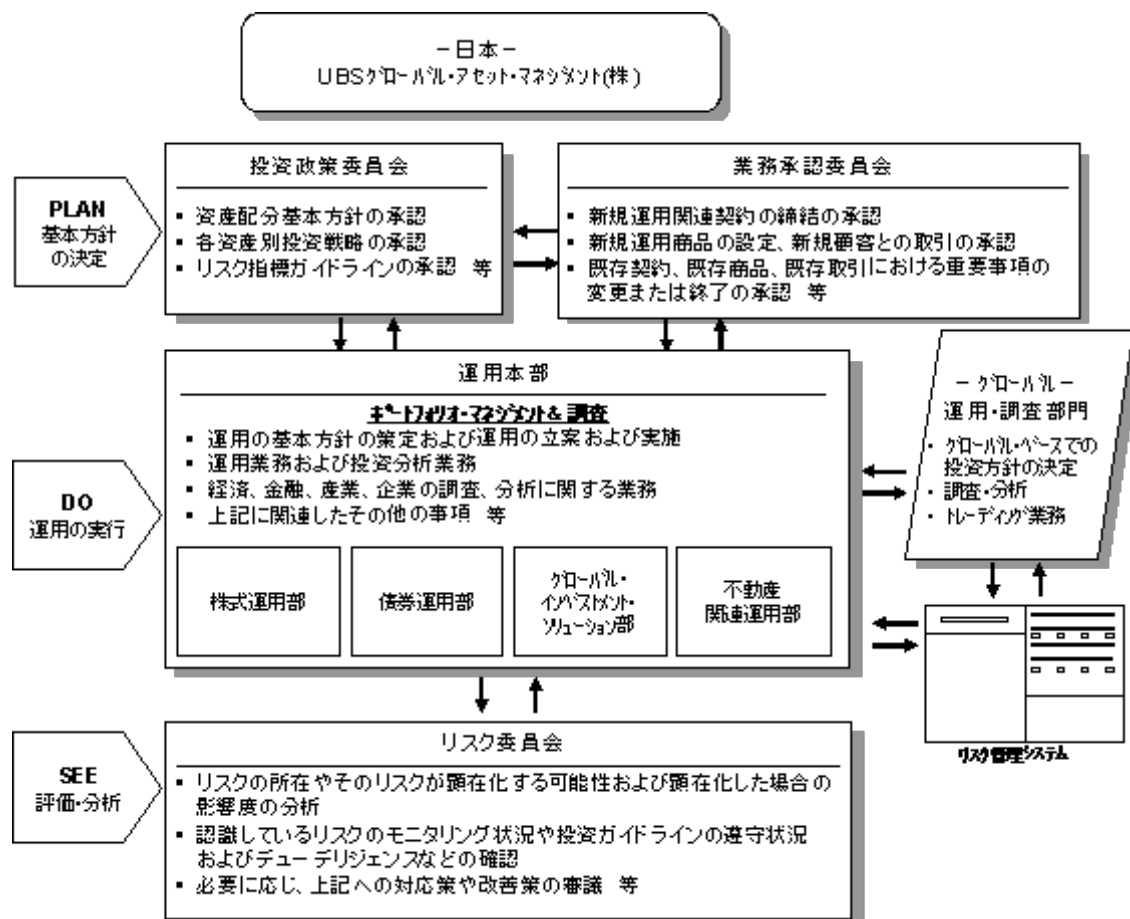 －日本－
UBSｸﾞﾛｰﾊﾞﾙ･ｱｾｯﾄ･ﾏﾈｼﾞﾒﾝﾄ(株)
PLAN
基本方針
の決定
投資政策委員会
▪ 資産配分基本方針の承認
▪ 各資産別投資戦略の承認
▪ リスク指標ガイドラインの承認 等
業務承認委員会
▪ 新規運用関連契約の締結の承認
▪ 新規運用商品の設定、新規顧客との取引の承認
▪ 既存契約、既存商品、既存取引における重要事項の
変更または終了の承認 等
DO
運用の実行
運用本部
ﾎﾟｰﾄﾌｫﾘｵ･ﾏﾈｼﾞﾒﾝﾄ& 調査
▪ 運用の基本方針の策定および運用の立案および実施
▪ 運用業務および投資分析業務
▪ 経済、金融、産業、企業の調査、分析に関する業務
▪ 上記に関連したその他の事項 等
株式運用部
債券運用部
ｸﾞﾛｰﾊﾞﾙ･
ｲﾝﾍﾞｽﾄﾒﾝﾄ･
ｿﾘｭｰｼｮﾝ部
不動産
関連運用部
－ｸﾞﾛｰﾊﾞﾙ－
運用･調査部門
• ｸﾞﾛｰﾊﾞﾙ･ﾍﾞｰｽでの
投資方針の決定
• 調査･分析
• ﾄﾚｰﾃﾞｨﾝｸﾞ業務
ﾘｽｸ管理ｼｽﾃﾑ
SEE
評価･分析
リスク委員会
▪ リスクの所在やそのリスクが顕在化する可能性および顕在化した場合の
影響度の分析
▪ 認識しているリスクのモニタリング状況や投資ガイドラインの遵守状況
およびデューデリジェンスなどの確認
▪ 必要に応じ、上記への対応策や改善策の審議 等